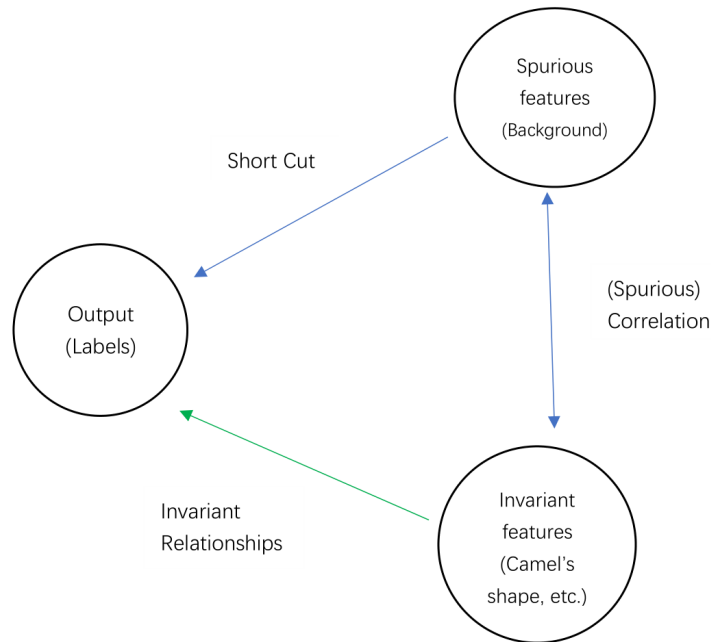 Spurious
features
(Background)
Short Cut
(Spurious)
Correlation
Output
(Labels)
Invariant
Relationships
Invariant
features
(Camel's
shape, etc.)